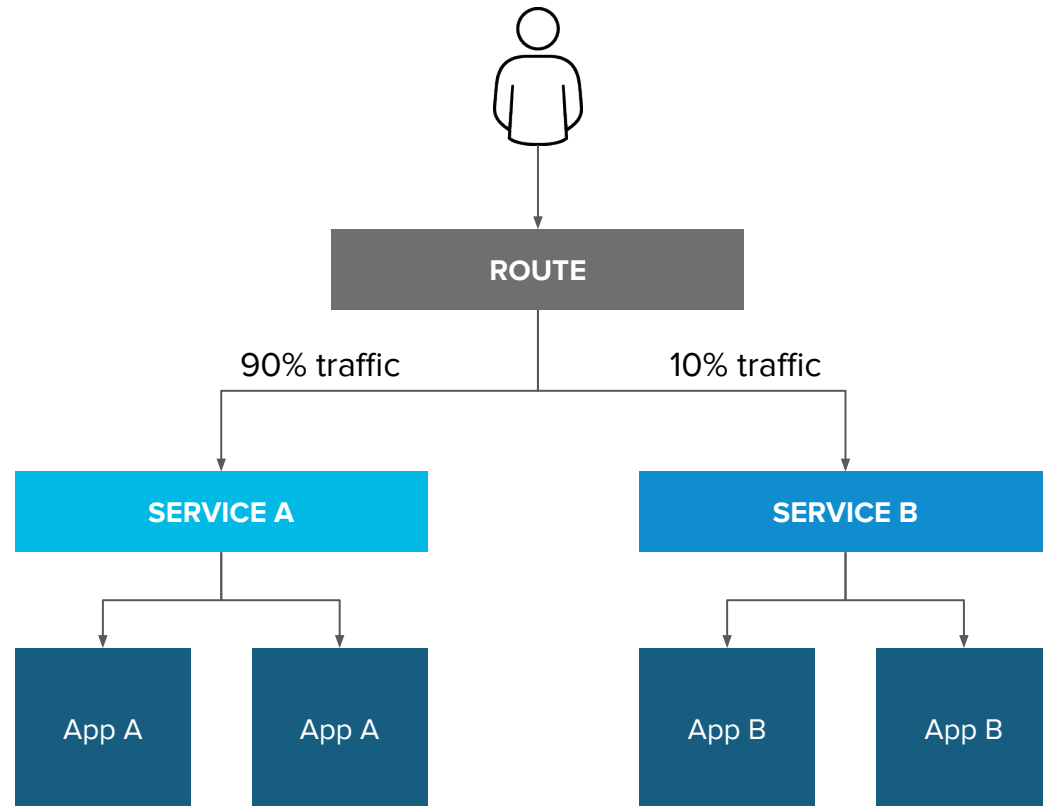 ROUTE
90% traffic
10% traffic
SERVICE A
SERVICE B
App A
App A
App B
App B